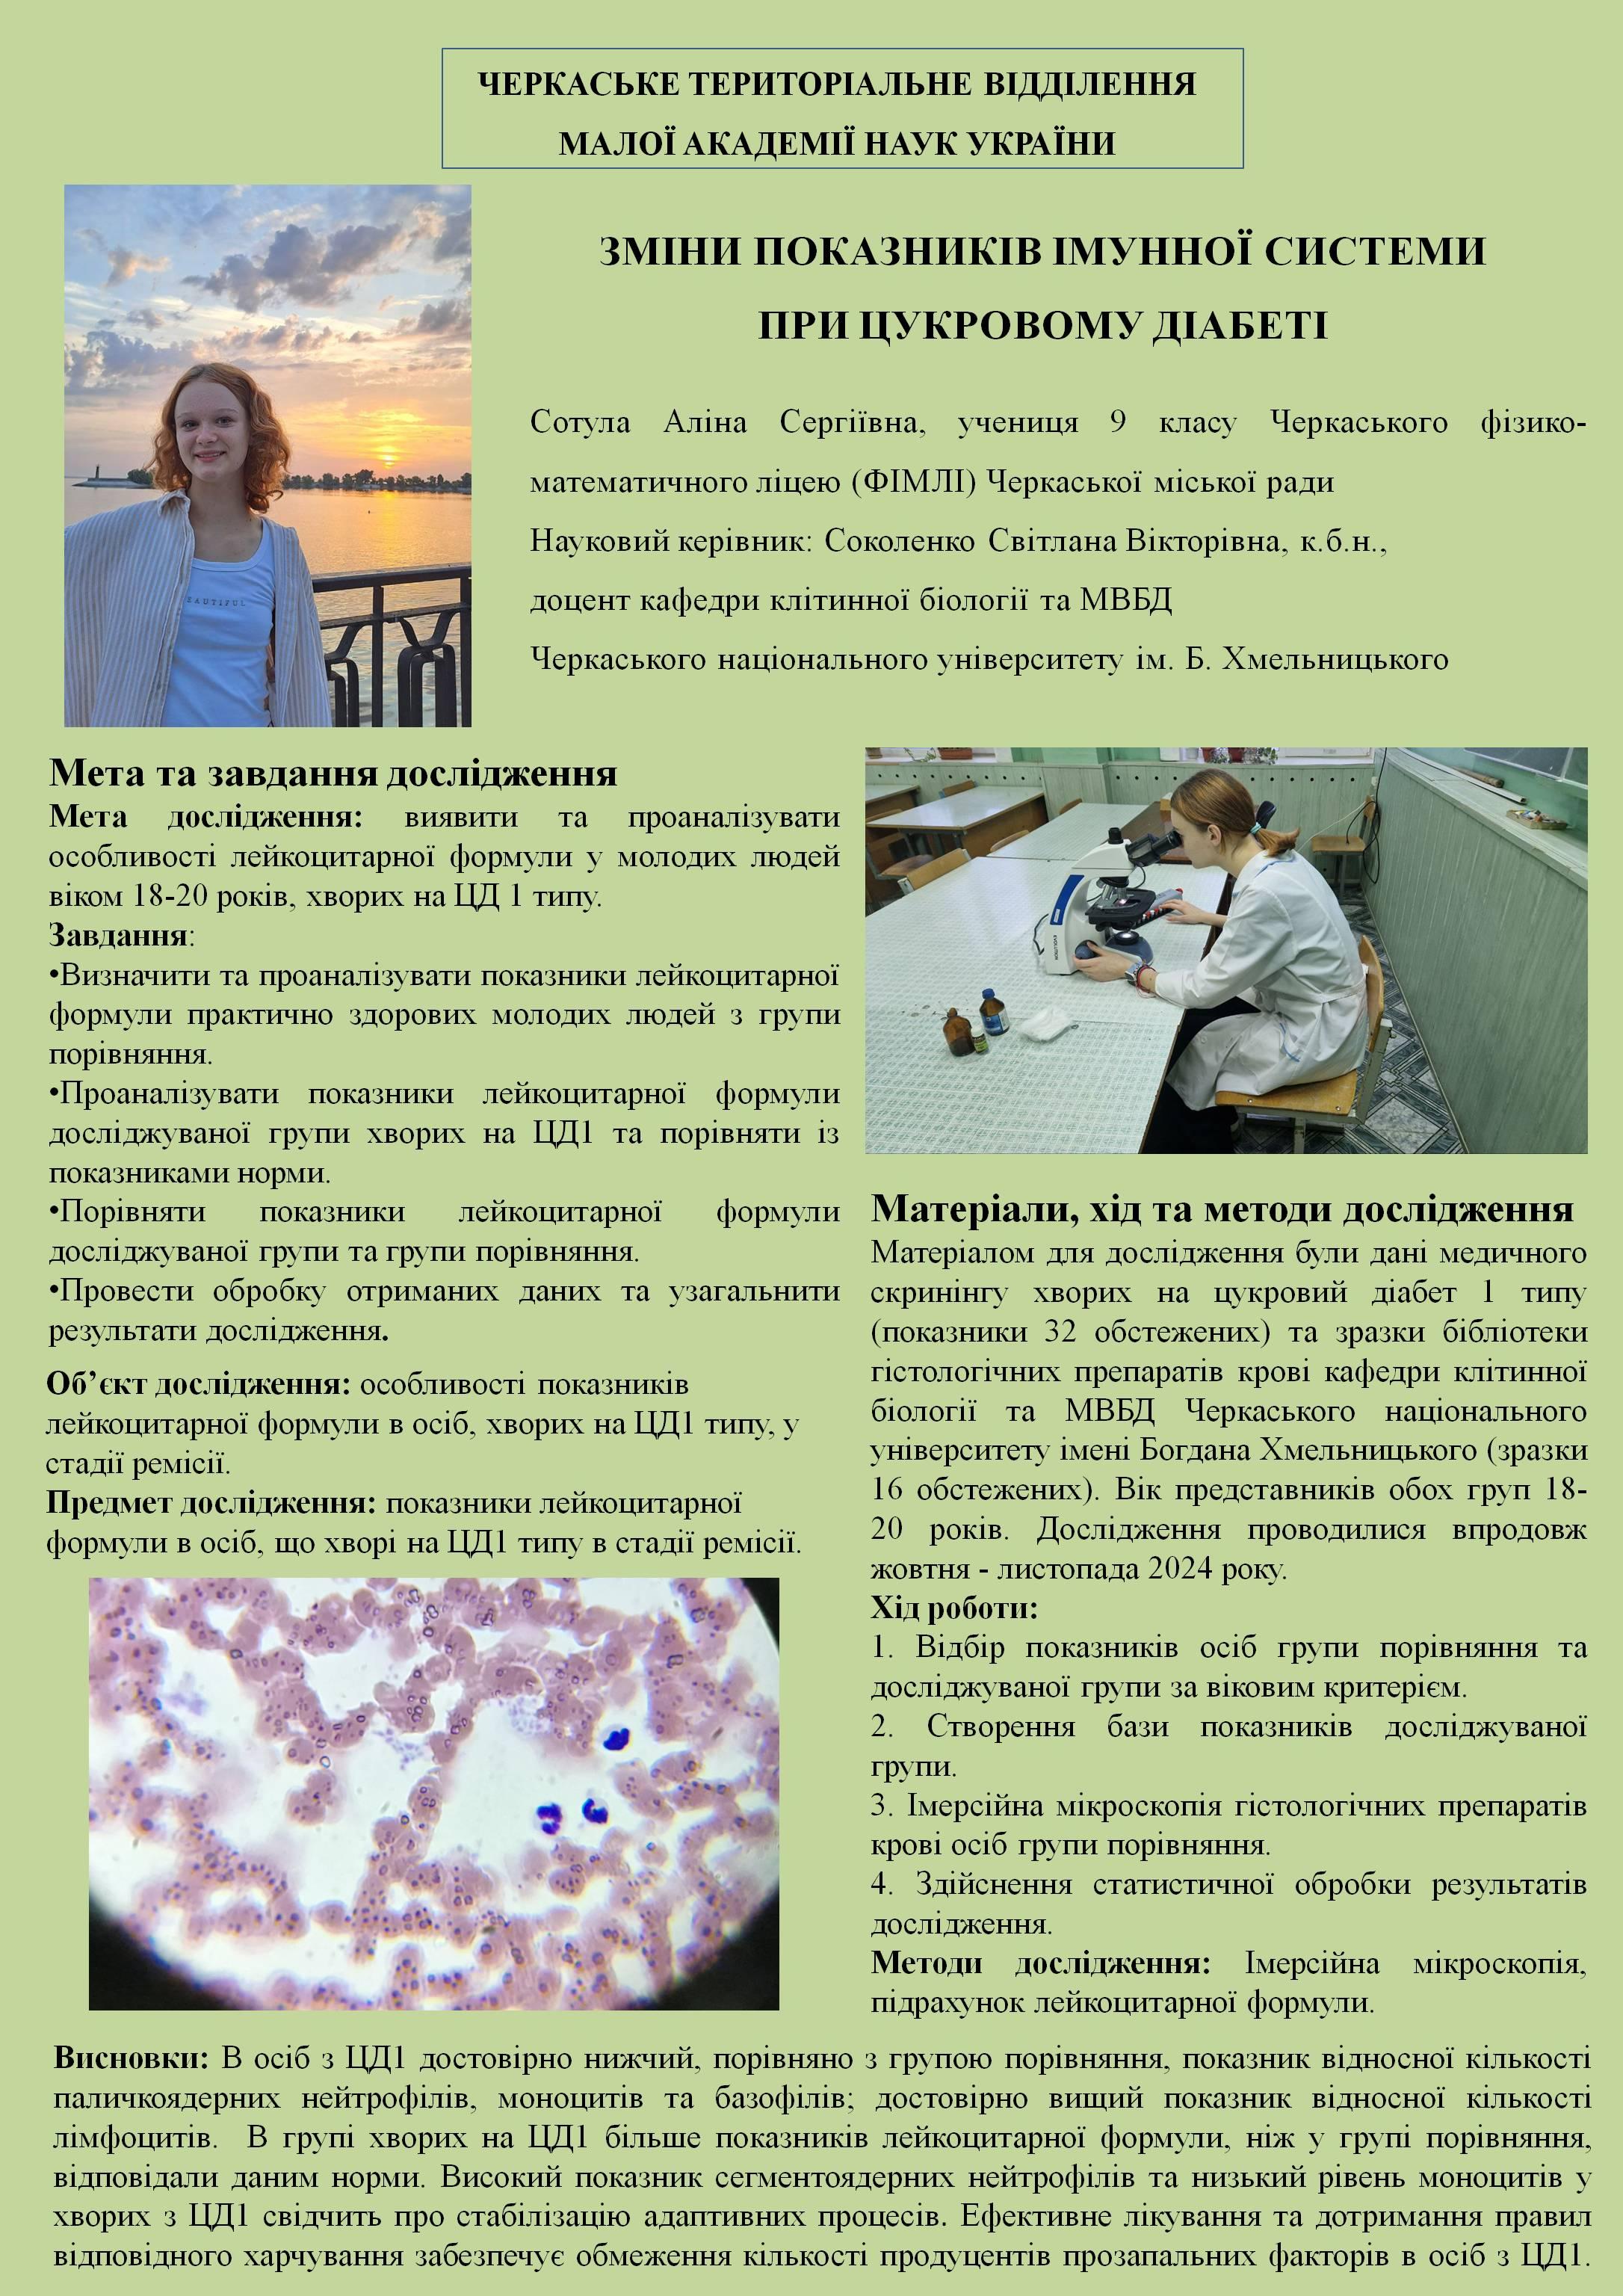 ЧЕРКАСЬКЕ ТЕРИТОРІАЛЬНЕ ВІДДІЛЕННЯ
МАЛОЇ АКАДЕМІЇ НАУК УКРАЇНИ
ЗМІНИ ПОКАЗНИКІВ ІМУННОЇ СИСТЕМИ
ПРИ ЦУКРОВОМУ ДІАБЕТІ
Сотула Аліна Сергіївна, учениця 9 класу Черкаського фізико-
математичного ліцею (ФІМЛІ) Черкаської міської ради
Науковий керівник: Соколенко Світлана Вікторівна, к.б.н.,
доцент кафедри клітинної біології та МВБД
Черкаського національного університету ім. Б. Хмельницького
Мета та завдання дослідження
Мета дослідження: виявити та проаналізувати
особливості лейкоцитарної формули у молодих людей
віком 18-20 років, хворих на ЦД 1 типу.
Завдання:
•Визначити та проаналізувати показники лейкоцитарної
формули практично здорових молодих людей з групи
порівняння.
•Проаналізувати показники лейкоцитарної формули
досліджуваної групи хворих на ЦД1 та порівняти із
показниками норми.
•Порівняти показники лейкоцитарної формули
досліджуваної групи та групи порівняння.
•Провести обробку отриманих даних та узагальнити
результати дослідження.
Об’єкт дослідження: особливості показників
лейкоцитарної формули в осіб, хворих на ЦД1 типу, у
стадії ремісії.
Предмет дослідження: показники лейкоцитарної
формули в осіб, що хворі на ЦД1 типу в стадії ремісії.
Матеріали, хід та методи дослідження
Матеріалом для дослідження були дані медичного
скринінгу хворих на цукровий діабет 1 типу
(показники 32 обстежених) та зразки бібліотеки
гістологічних препаратів крові кафедри клітинної
біології та МВБД Черкаського національного
університету імені Богдана Хмельницького (зразки
16 обстежених). Вік представників обох груп 18-
20 років. Дослідження проводилися впродовж
жовтня - листопада 2024 року.
Хід роботи:
1. Відбір показників осіб групи порівняння та
досліджуваної групи за віковим критерієм.
2. Створення бази показників досліджуваної
групи.
3. Імерсійна мікроскопія гістологічних препаратів
крові осіб групи порівняння.
4. Здійснення статистичної обробки результатів
дослідження.
Методи дослідження: Імерсійна мікроскопія,
підрахунок лейкоцитарної формули.
Висновки: В осіб з ЦД1 достовірно нижчий, порівняно з групою порівняння, показник відносної кількості
паличкоядерних нейтрофілів, моноцитів та базофілів; достовірно вищий показник відносної кількості
лімфоцитів. В групі хворих на ЦД1 більше показників лейкоцитарної формули, ніж у групі порівняння,
відповідали даним норми. Високий показник сегментоядерних нейтрофілів та низький рівень моноцитів у
хворих з ЦД1 свідчить про стабілізацію адаптивних процесів. Ефективне лікування та дотримання правил
відповідного харчування забезпечує обмеження кількості продуцентів прозапальних факторів в осіб з ЦД1.